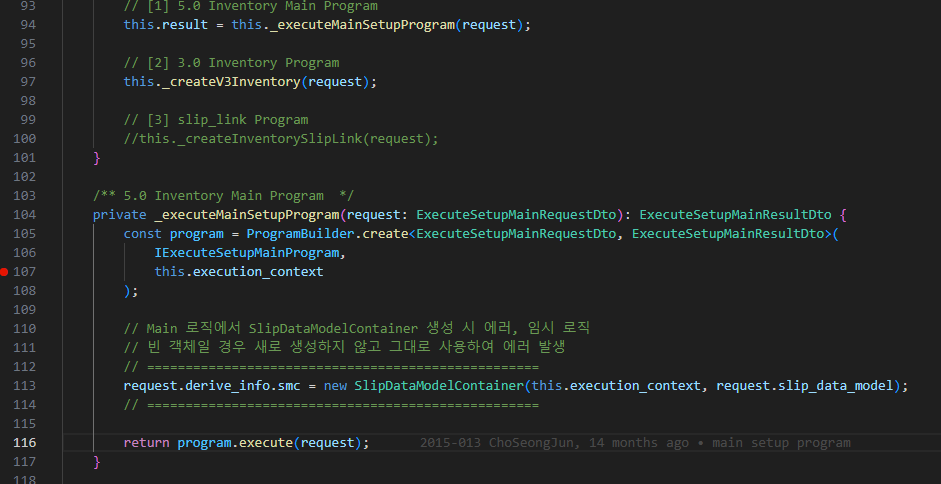 93 // [1] 5.0 Inventory Main Program
94 this.result = this._executeMainSetupProgram(request);
95
96 // [2] 3.0 Inventory Program
97 this._createV3Inventory(request);
98
99 // [3] slip_link Program
100 //this._createInventorySlipLink(request);
101 }
102
103 /** 5.0 Inventory Main Program  */
104 private _executeMainSetupProgram(request: ExecuteSetupMainRequestDto): ExecuteSetupMainResultDto {
105 const program = ProgramBuilder.create<ExecuteSetupMainRequestDto, ExecuteSetupMainResultDto>(
106 IExecuteSetupMainProgram,
107 this.execution_context
108 );
109
110 // Main 로직에서 SlipDataModelContainer 생성 시 에러, 임시 로직
111 // 빈 객체일 경우 새로 생성하지 않고 그대로 사용하여 에러 발생
112 // ===================================================
113 request.derive_info.smc = new SlipDataModelContainer(this.execution_context, request.slip_data_model);
114 // ===================================================
115
116 return program.execute(request); 2015-013 ChoSeongJun, 14 months ago • main setup program
117 }
118